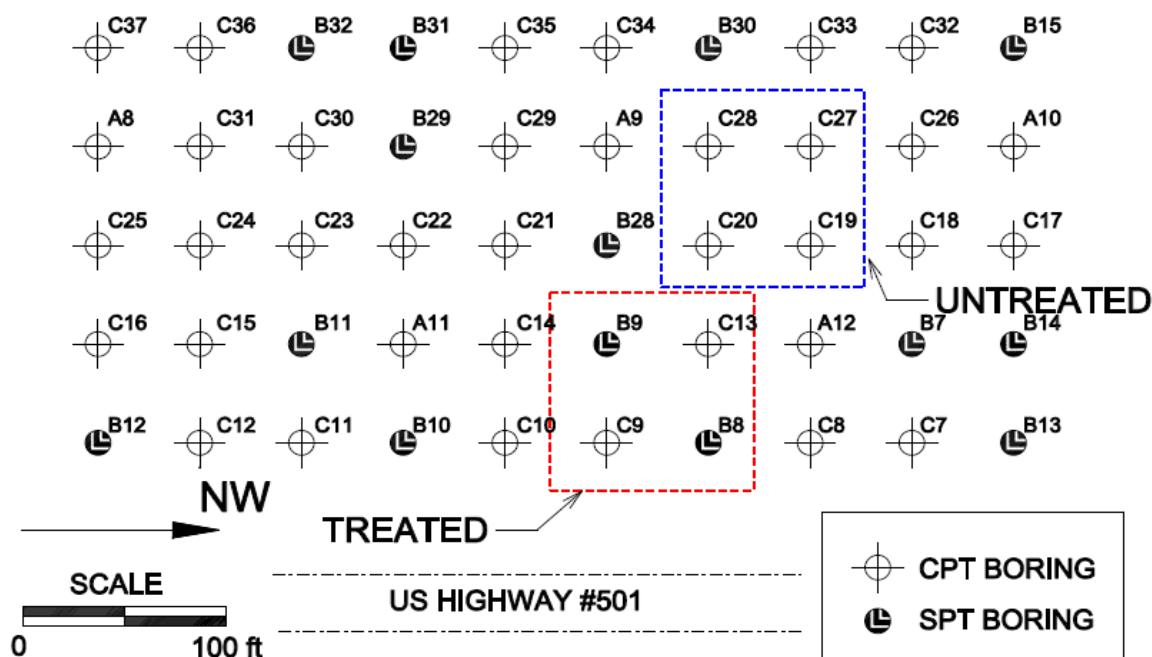 C37 C36 B32 B31 C35 C34 B30 C33 C32 B15
A8 C31 C30 B29 C29 A9 C28 C27 C26 A10
C25 C24 C23 C22 C21 B28 C20 C19 C18 C17
UNTREATED
C16 C15 B11 A11 C14 B9 C13 A12 B7 B14
B12 C12 C11 B10 C10 C9 B8 C8 C7 B13
NW
TREATED
SCALE
0 100 ft
US HIGHWAY #501
CPT BORING
SPT BORING